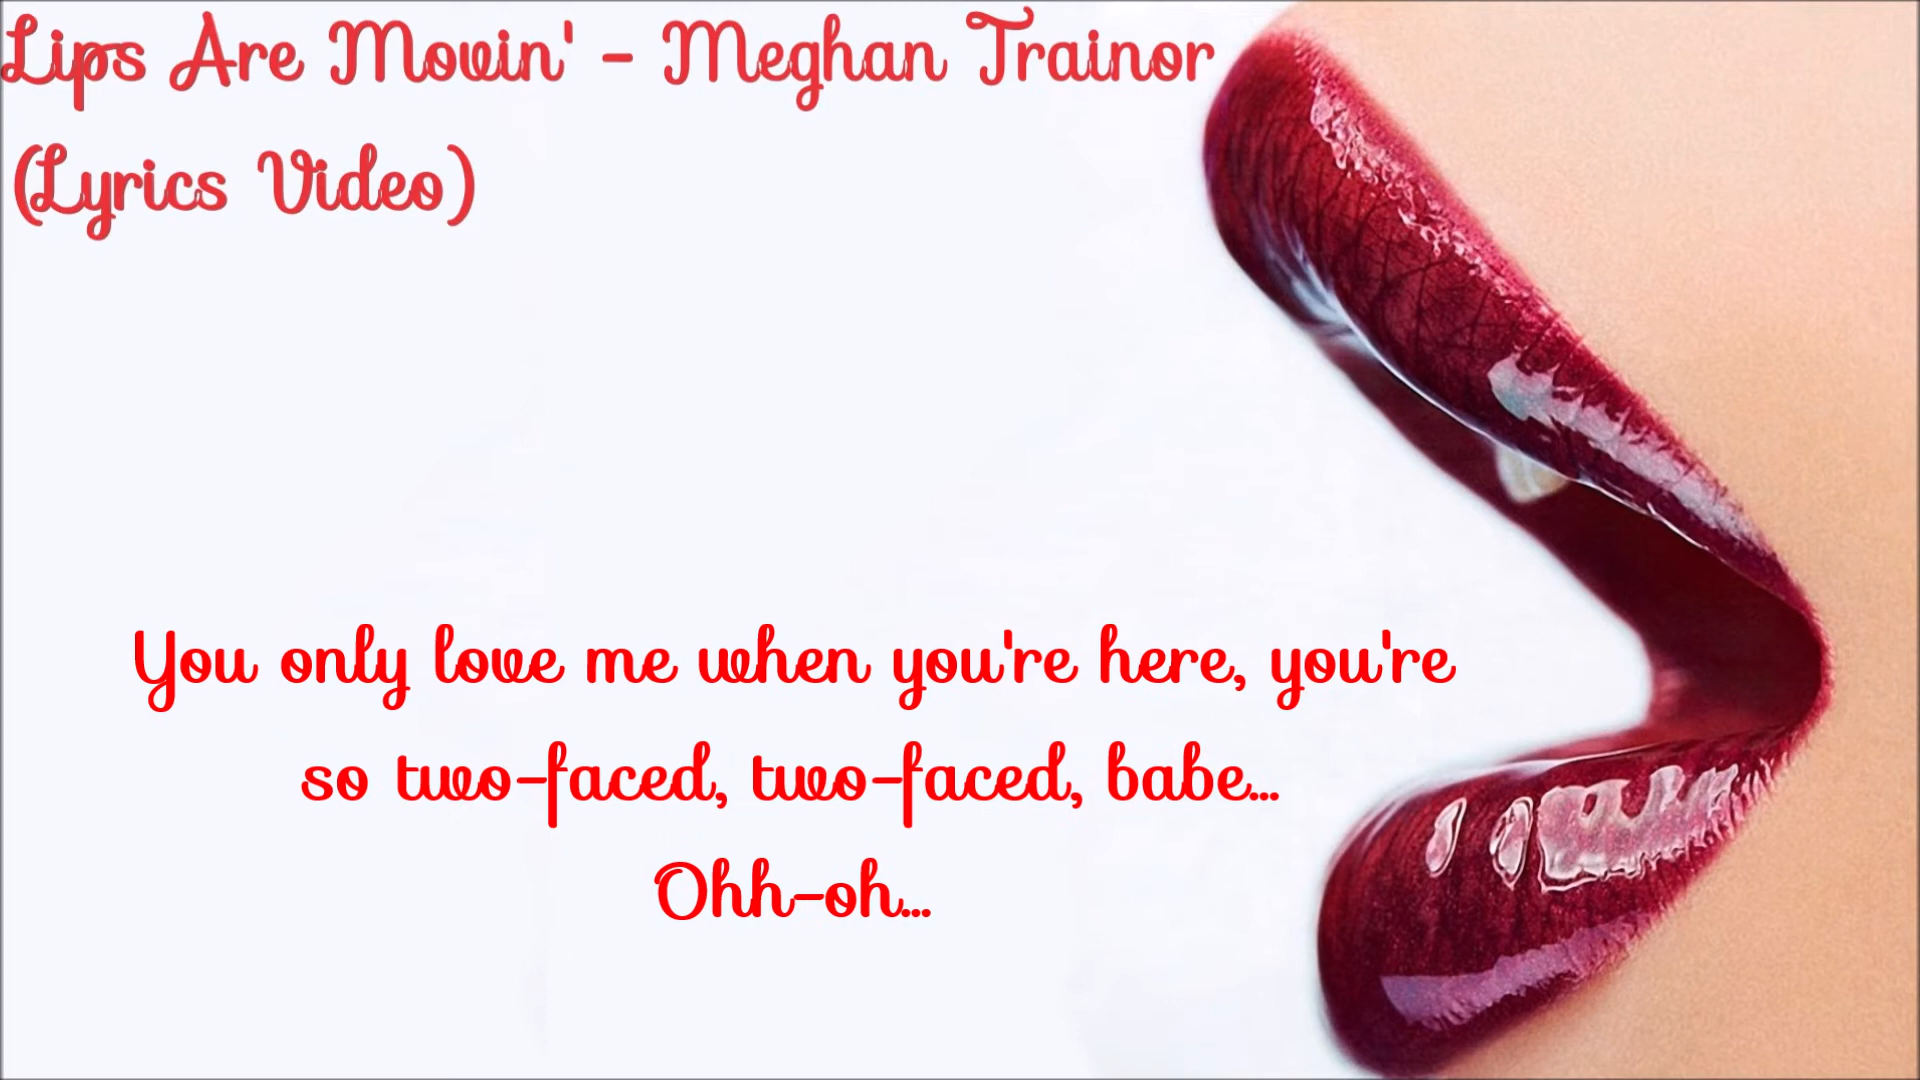 Lips Are Movin' - Meghan Trainor
(Lyrics Video)
You only love me when you're here, you're
so two-faced, two-faced, babe...
Ohh-oh...